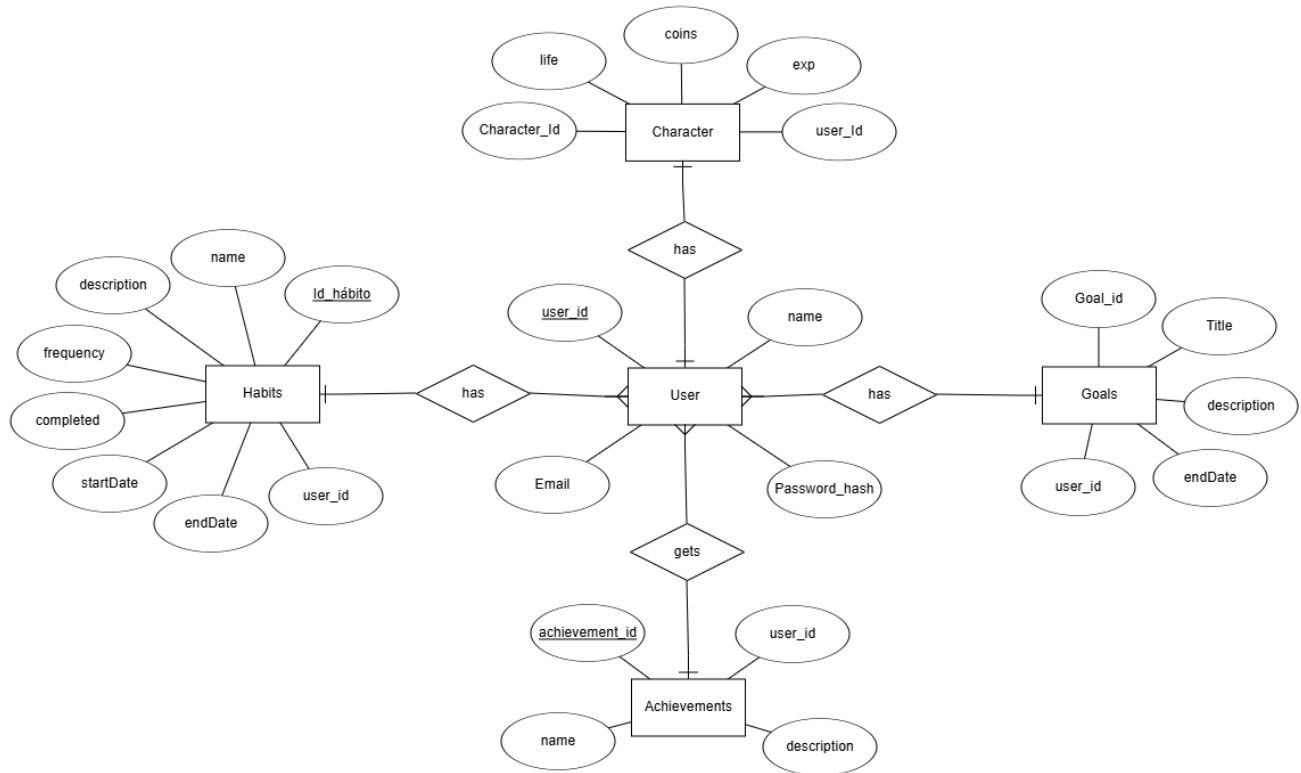 coins
life
exp
Character_Id
Character
user_Id
has
name
description
Id_hábito
frequency
Habits
completed
startDate
endDate
user_id
has
user_id
name
User
Email
Password_hash
has
Goal_id
Title
Goals
description
user_id
endDate
gets
achievement_id
user_id
Achievements
name
description